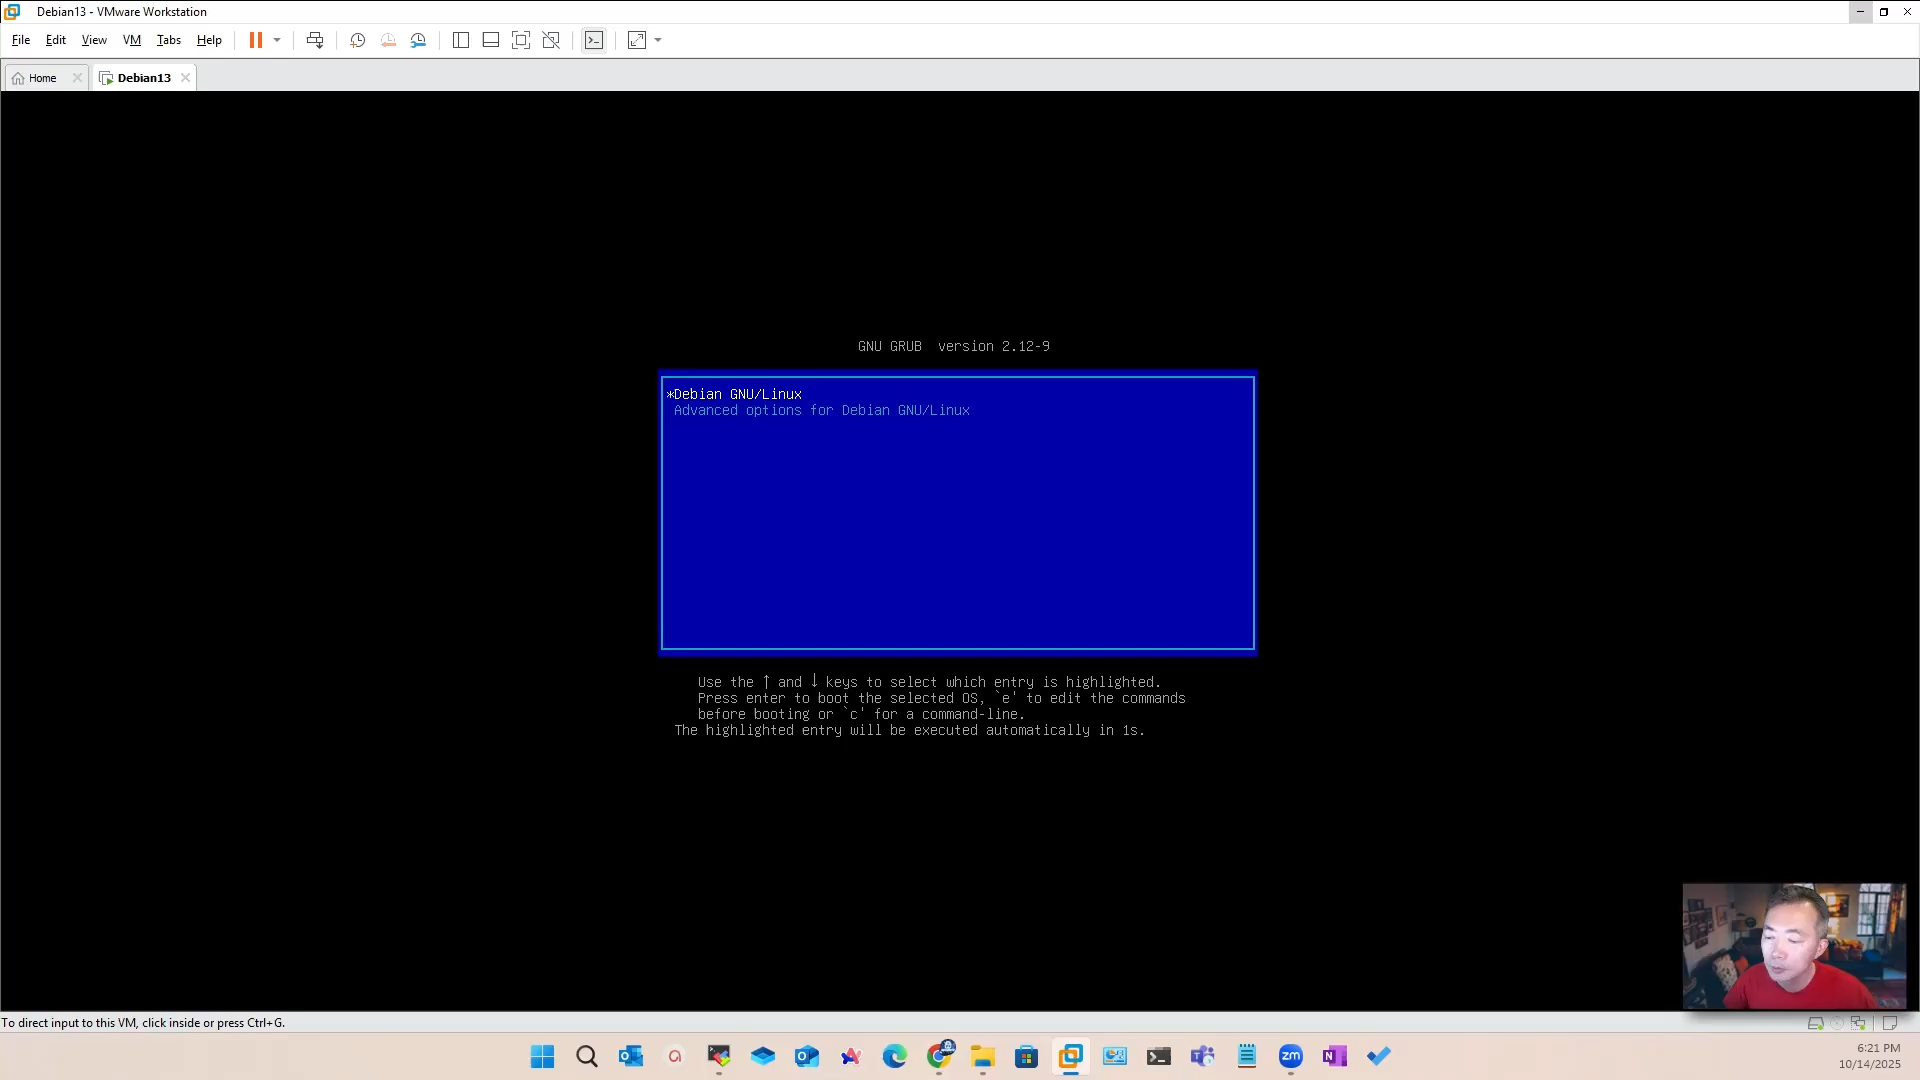 Debian13 - VMware Workstation
File Edit View VM Tabs Help
Home
Debian13
GNU GRUB version 2.12-9
*Debian GNU/Linux
Advanced options for Debian GNU/Linux
Use the ↑ and ↓ keys to select which entry is highlighted.
Press enter to boot the selected OS, `e' to edit the commands
before booting or `c' for a command-line.
The highlighted entry will be executed automatically in 1s.
To direct input to this VM, click inside or press Ctrl+G.
zm
6:21 PM
10/14/2025